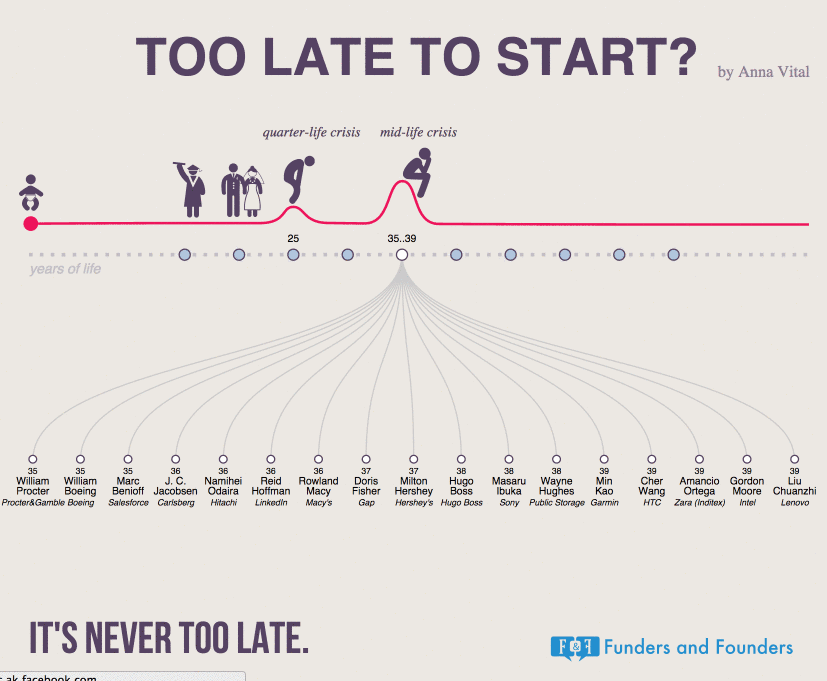 TOO LATE TO START?
by Anna Vital
quarter-life crisis
mid-life crisis
25
35..39
years of life
35 William Procter Procter&Gamble
35 William Boeing Boeing
35 Marc Benioff Salesforce
36 J. C. Jacobsen Carlsberg
36 Namihei Odaira Hitachi
36 Reid Hoffman LinkedIn
36 Rowland Macy Macy's
37 Doris Fisher Gap
37 Milton Hershey Hershey's
38 Hugo Boss Hugo Boss
38 Masaru Ibuka Sony
38 Wayne Hughes Public Storage
39 Min Kao Garmin
39 Cher Wang HTC
39 Amancio Ortega Zara (Inditex)
39 Gordon Moore Intel
39 Liu Chuanzhi Lenovo
IT'S NEVER TOO LATE.
F&F Funders and Founders
ak.facebook.com